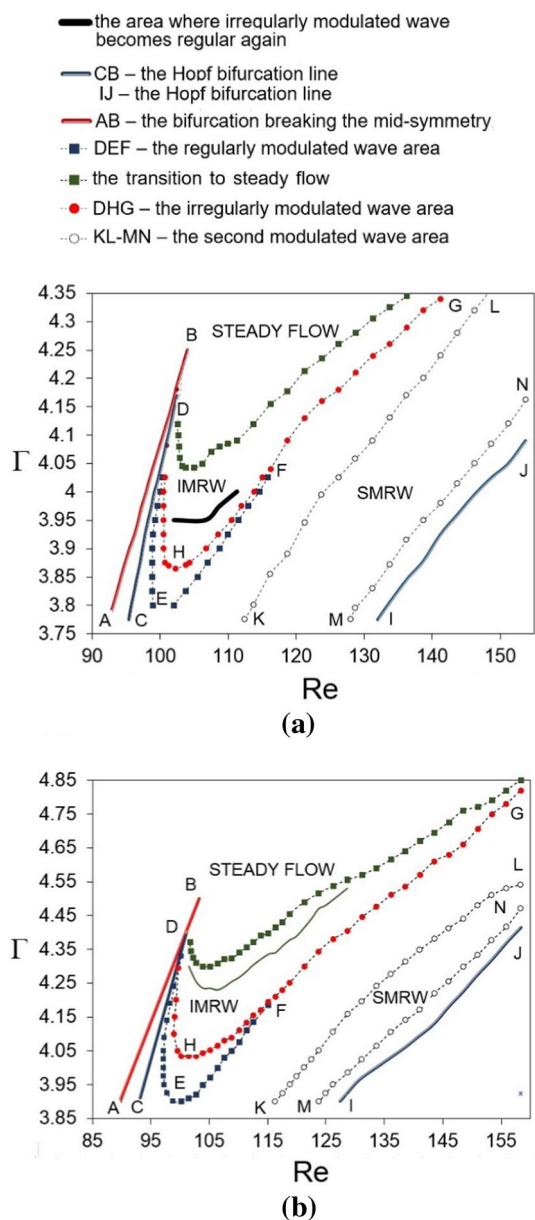 the area where irregularly modulated wave
becomes regular again
CB – the Hopf bifurcation line
IJ – the Hopf bifurcation line
AB – the bifurcation breaking the mid-symmetry
DEF – the regularly modulated wave area
the transition to steady flow
DHG – the irregularly modulated wave area
KL-MN – the second modulated wave area
4.35
4.3
4.25
4.2
4.15
4.1
4.05
4
3.95
3.9
3.85
3.8
3.75
Γ
B
STEADY FLOW
G
L
D
N
F
J
IMRW
SMRW
H
E
A
C
K
M
I
90 100 110 120 130 140 150
Re
(a)
4.85
4.75
4.65
4.55
4.45
4.35
4.25
4.15
4.05
3.95
3.85
Γ
G
STEADY FLOW
B
L
D
N
J
IMRW
F
SMRW
H
E
A
C
K
M
I
x
85 95 105 115 125 135 145 155
Re
(b)